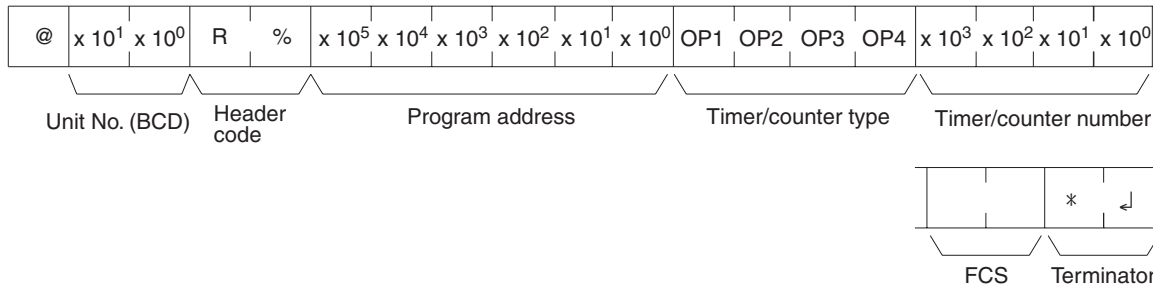 @ x 10¹ x 10⁰ R % x 10⁵ x 10⁴ x 10³ x 10² x 10¹ x 10⁰ OP1 OP2 OP3 OP4 x 10³ x 10² x 10¹ x 10⁰
Unit No. (BCD) Header code Program address Timer/counter type Timer/counter number
* ↲
FCS Terminator